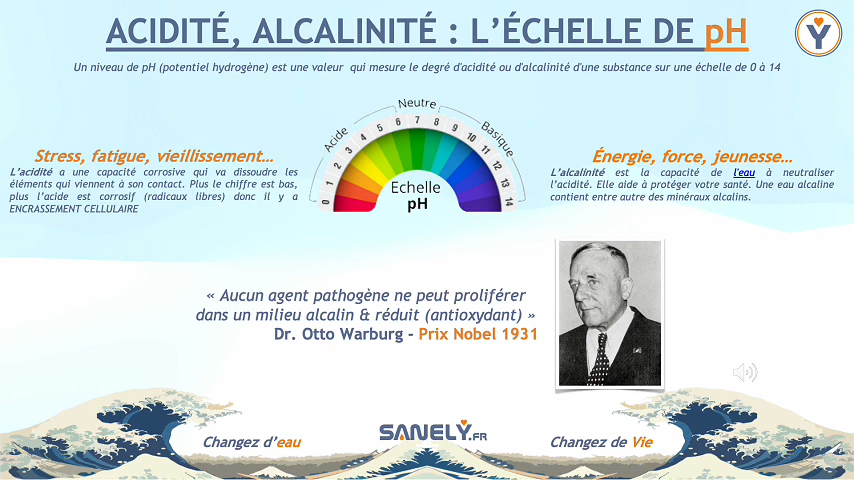 ACIDITÉ, ALCALINITÉ : L’ÉCHELLE DE pH
Y
Un niveau de pH (potentiel hydrogène) est une valeur qui mesure le degré d'acidité ou d'alcalinité d'une substance sur une échelle de 0 à 14
Acide
Neutre
Basique
0 1 2 3 4 5 6 7 8 9 10 11 12 13 14
Echelle
pH
Stress, fatigue, vieillissement…
L’acidité a une capacité corrosive qui va dissoudre les
éléments qui viennent à son contact. Plus le chiffre est bas,
plus l’acide est corrosif (radicaux libres) donc il y a
ENCRASSEMENT CELLULAIRE
Énergie, force, jeunesse…
L’alcalinité est la capacité de l'eau à neutraliser
l’acidité. Elle aide à protéger votre santé. Une eau alcaline
contient entre autre des minéraux alcalins.
« Aucun agent pathogène ne peut proliférer
dans un milieu alcalin & réduit (antioxydant) »
Dr. Otto Warburg - Prix Nobel 1931
Changez d’eau
SANELY.FR
Changez de Vie